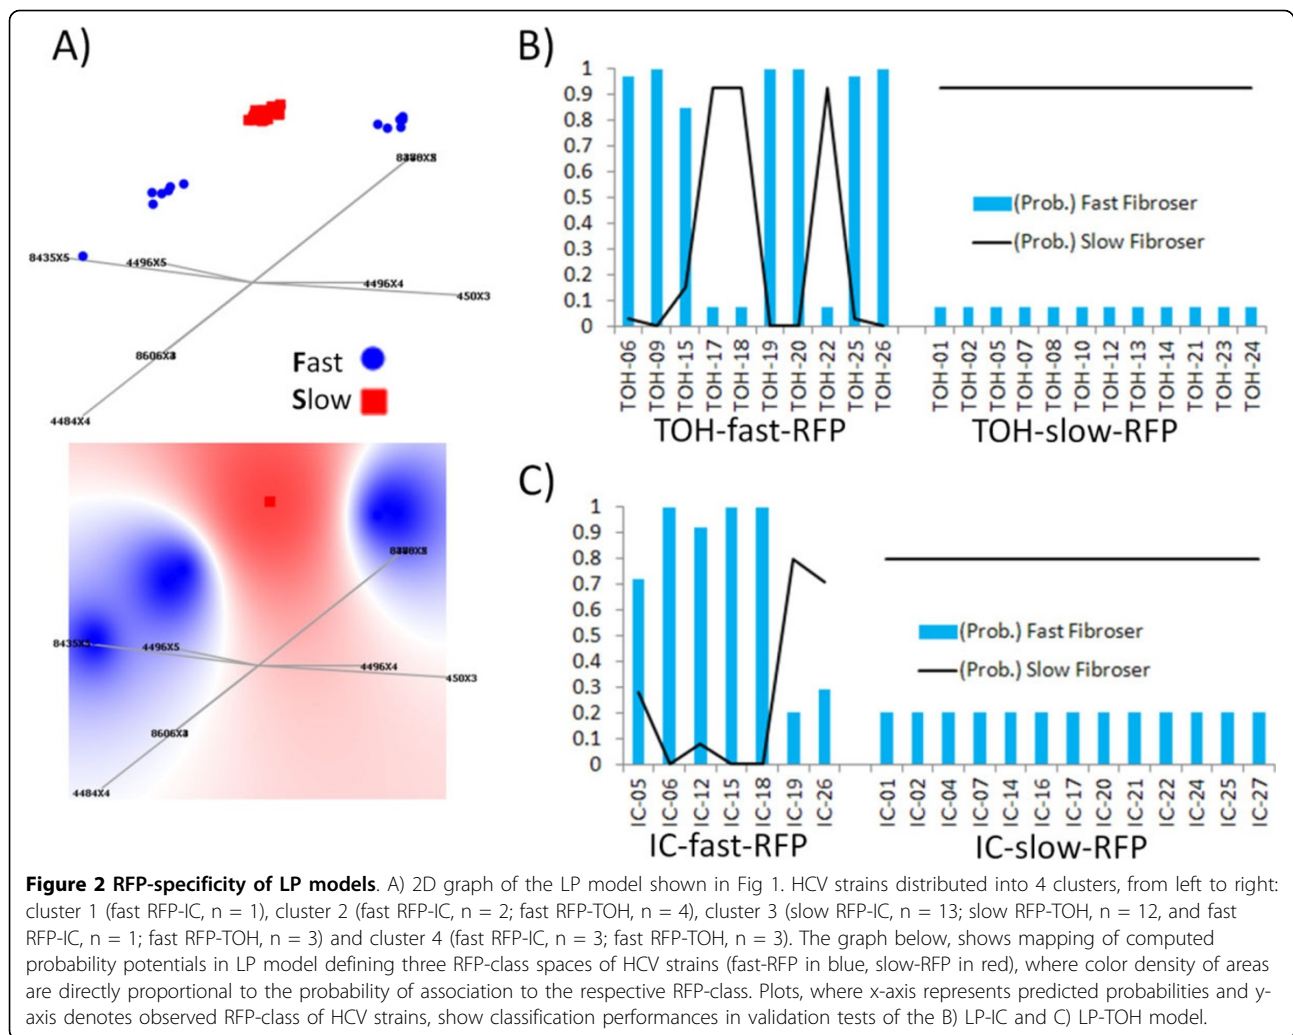 A)
8380X8
8435X5
4496X5
4496X4
450X3
8606X4
4484X4
Fast
Slow
8435X5
4496X5
4496X4
450X3
8606X4
4484X4
B)
1
0.9
0.8
0.7
0.6
0.5
0.4
0.3
0.2
0.1
0
(Prob.) Fast Fibroser
(Prob.) Slow Fibroser
TOH-06
TOH-09
TOH-15
TOH-17
TOH-18
TOH-19
TOH-20
TOH-22
TOH-25
TOH-26
TOH-01
TOH-02
TOH-05
TOH-07
TOH-08
TOH-10
TOH-12
TOH-13
TOH-14
TOH-21
TOH-23
TOH-24
TOH-fast-RFP
TOH-slow-RFP
C)
1
0.9
0.8
0.7
0.6
0.5
0.4
0.3
0.2
0.1
0
(Prob.) Fast Fibroser
(Prob.) Slow Fibroser
IC-05
IC-06
IC-12
IC-15
IC-18
IC-19
IC-26
IC-01
IC-02
IC-04
IC-07
IC-14
IC-16
IC-17
IC-20
IC-21
IC-22
IC-24
IC-25
IC-27
IC-fast-RFP
IC-slow-RFP
Figure 2 RFP-specificity of LP models. A) 2D graph of the LP model shown in Fig 1. HCV strains distributed into 4 clusters, from left to right:
cluster 1 (fast RFP-IC, n = 1), cluster 2 (fast RFP-IC, n = 2; fast RFP-TOH, n = 4), cluster 3 (slow RFP-IC, n = 13; slow RFP-TOH, n = 12, and fast
RFP-IC, n = 1; fast RFP-TOH, n = 3) and cluster 4 (fast RFP-IC, n = 3; fast RFP-TOH, n = 3). The graph below, shows mapping of computed
probability potentials in LP model defining three RFP-class spaces of HCV strains (fast-RFP in blue, slow-RFP in red), where color density of areas
are directly proportional to the probability of association to the respective RFP-class. Plots, where x-axis represents predicted probabilities and y-
axis denotes observed RFP-class of HCV strains, show classification performances in validation tests of the B) LP-IC and C) LP-TOH model.